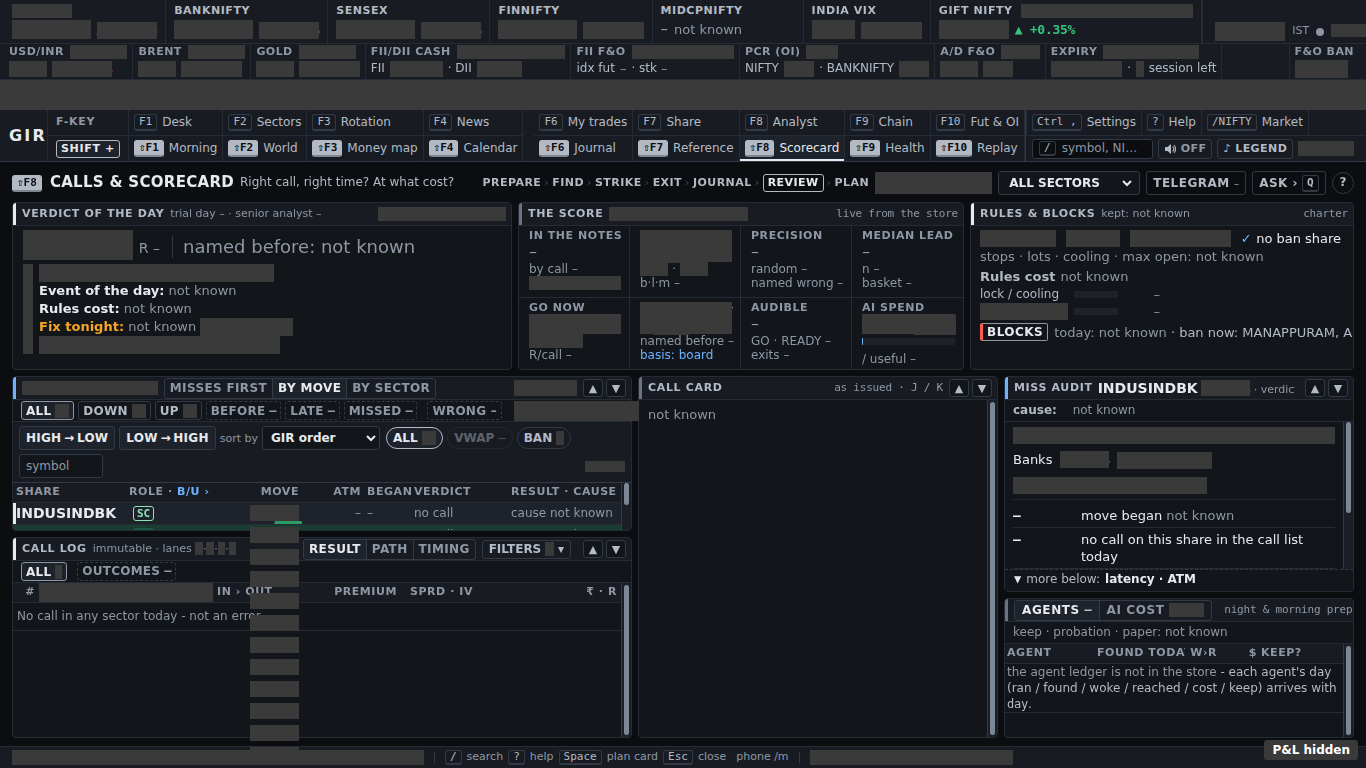 BANKNIFTY SENSEX FINNIFTY MIDCPNIFTY INDIA VIX GIFT NIFTY
– not known ▲ +0.35% IST ●
USD/INR BRENT GOLD FII/DII CASH FII F&O PCR (OI) A/D F&O EXPIRY F&O BAN
FII · DII idx fut – · stk – NIFTY · BANKNIFTY · session left
GIR F-KEY F1 Desk F2 Sectors F3 Rotation F4 News F6 My trades F7 Share F8 Analyst F9 Chain F10 Fut & OI Ctrl , Settings ? Help /NIFTY Market
SHIFT + ⇧F1 Morning ⇧F2 World ⇧F3 Money map ⇧F4 Calendar ⇧F6 Journal ⇧F7 Reference ⇧F8 Scorecard ⇧F9 Health ⇧F10 Replay / symbol, NI… OFF ♪ LEGEND
⇧F8 CALLS & SCORECARD Right call, right time? At what cost? PREPARE › FIND › STRIKE › EXIT › JOURNAL › REVIEW › PLAN ALL SECTORS TELEGRAM – ASK › Q ?
VERDICT OF THE DAY trial day – · senior analyst –
R – named before: not known
Event of the day: not known
Rules cost: not known
Fix tonight: not known
THE SCORE live from the store
IN THE NOTES PRECISION MEDIAN LEAD
– – –
by call – · random – n –
b·l·m – named wrong – basket –
GO NOW AUDIBLE AI SPEND
–
named before – GO · READY –
R/call – basis: board exits – / useful –
RULES & BLOCKS kept: not known charter
✓ no ban share
stops · lots · cooling · max open: not known
Rules cost not known
lock / cooling –
–
BLOCKS today: not known · ban now: MANAPPURAM, A
MISSES FIRST BY MOVE BY SECTOR ▲ ▼
ALL DOWN UP BEFORE – LATE – MISSED – WRONG –
HIGH → LOW LOW → HIGH sort by GIR order ALL VWAP – BAN
symbol
SHARE ROLE · B/U › MOVE ATM BEGAN VERDICT RESULT · CAUSE
INDUSINDBK SC – – no call cause not known
CALL LOG immutable · lanes RESULT PATH TIMING FILTERS ▾ ▲ ▼
ALL OUTCOMES –
# IN › OUT PREMIUM SPRD · IV ₹ · R
No call in any sector today - not an error
CALL CARD as issued · J / K ▲ ▼
not known
MISS AUDIT INDUSINDBK · verdic ▲ ▼
cause: not known
Banks
– move began not known
– no call on this share in the call list
today
▼ more below: latency · ATM
AGENTS – AI COST night & morning prep
keep · probation · paper: not known
AGENT FOUND TODA W›R $ KEEP?
the agent ledger is not in the store - each agent's day
(ran / found / woke / reached / cost / keep) arrives with
day.
/ search ? help Space plan card Esc close phone /m
P&L hidden